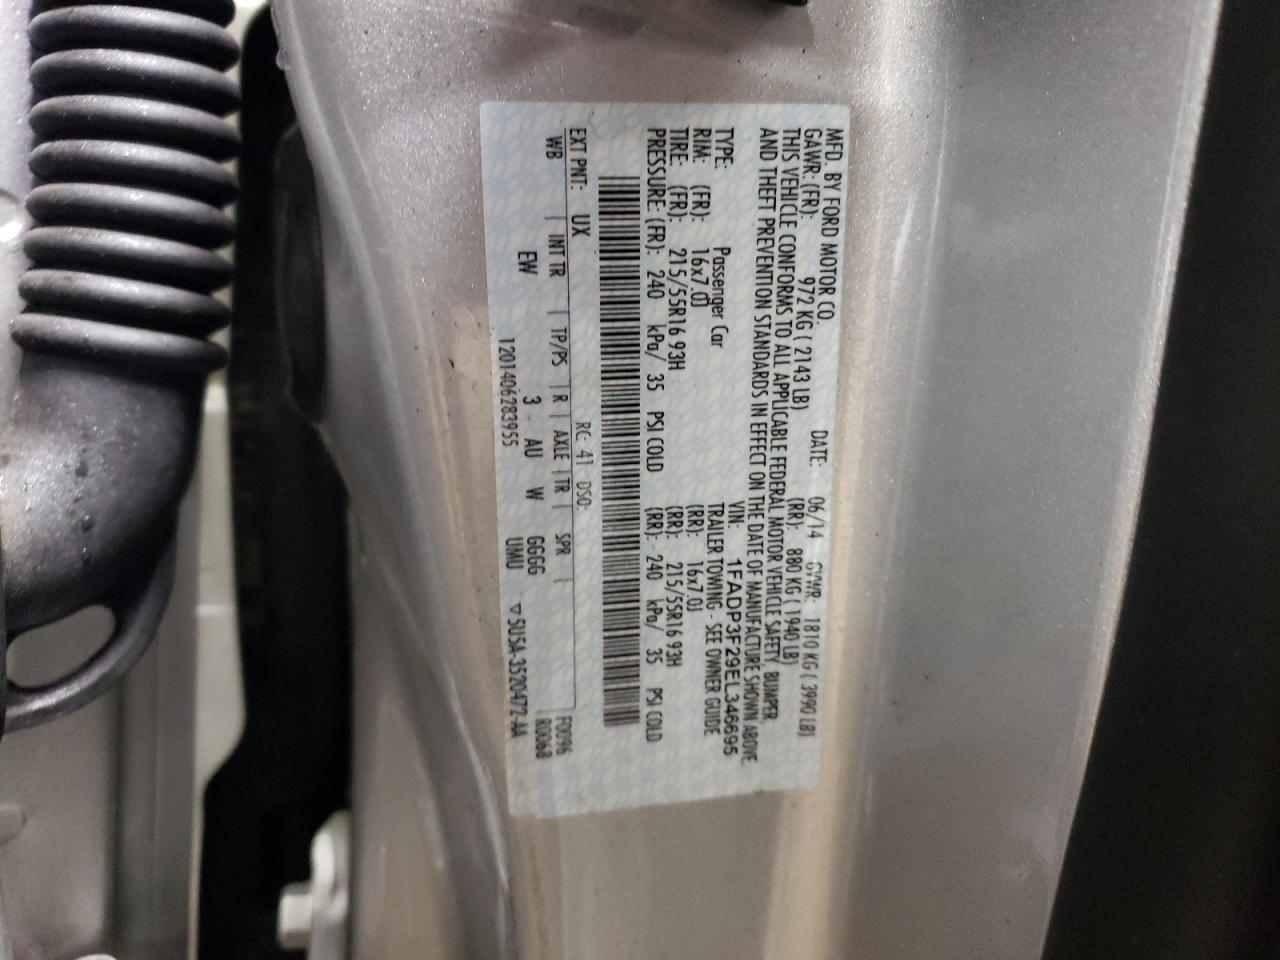 MFD. BY FORD MOTOR CO.
DATE: 06/14 GVWR: 1810 KG ( 3990 LB)
GAWR: (FR): 972 KG ( 2143 LB) (RR): 880 KG ( 1940 LB)
THIS VEHICLE CONFORMS TO ALL APPLICABLE FEDERAL MOTOR VEHICLE SAFETY, BUMPER,
AND THEFT PREVENTION STANDARDS IN EFFECT ON THE DATE OF MANUFACTURE SHOWN ABOVE.
VIN: 1FADP3F29EL346695
TYPE: Passenger Car TRAILER TOWING - SEE OWNER GUIDE
RIM: (FR): 16x7.0J (RR): 16x7.0J
TIRE: (FR): 215/55R16 93H (RR): 215/55R16 93H
PRESSURE: (FR): 240 kPa/ 35 PSI COLD (RR): 240 kPa/ 35 PSI COLD
EXT PNT: UX RC: 41 DSO: F0096
WB | INT TR | TP/PS | R | AXLE | TR | SPR | R0068
EW 3 - AU W GGGG
UMU
1201406283955 ▽5U5A-3520472-AA